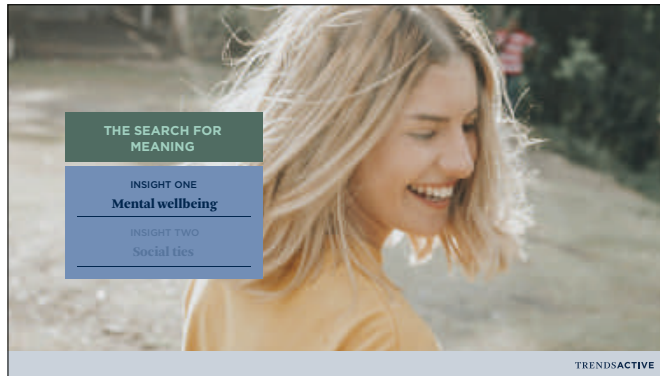 THE SEARCH FOR
MEANING
INSIGHT ONE
Mental wellbeing
INSIGHT TWO
Social ties
TRENDSACTIVE